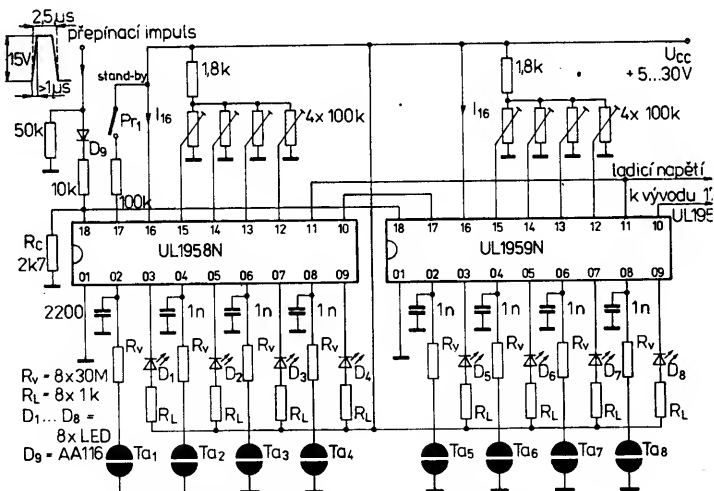 2,5µs
přepínací impuls
15V
>1µs
stand-by
Pr1
I16
1,8k
4x 100k
50k
D9
10k
100k
RC
2k7
I16
1,8k
4x 100k
UCC
+ 5...30V
ladicí napětí
k vývodu 17
UL195
18 17 16 15 14 13 12 11 10
UL1958N
01 02 03 04 05 06 07 08 09
18 17 16 15 14 13 12 11 10
UL1959N
01 02 03 04 05 06 07 08 09
2200 1n 1n 1n
1n 1n 1n 1n
RV D1 RV D2 RV D3 RV D4
RV D5 RV D6 RV D7 RV D8
RL RL RL RL
RL RL RL RL
RV = 8x30M
RL = 8x 1k
D1... D8 =
8x LED
D9 = AA116
Ta1 Ta2 Ta3 Ta4
Ta5 Ta6 Ta7 Ta8